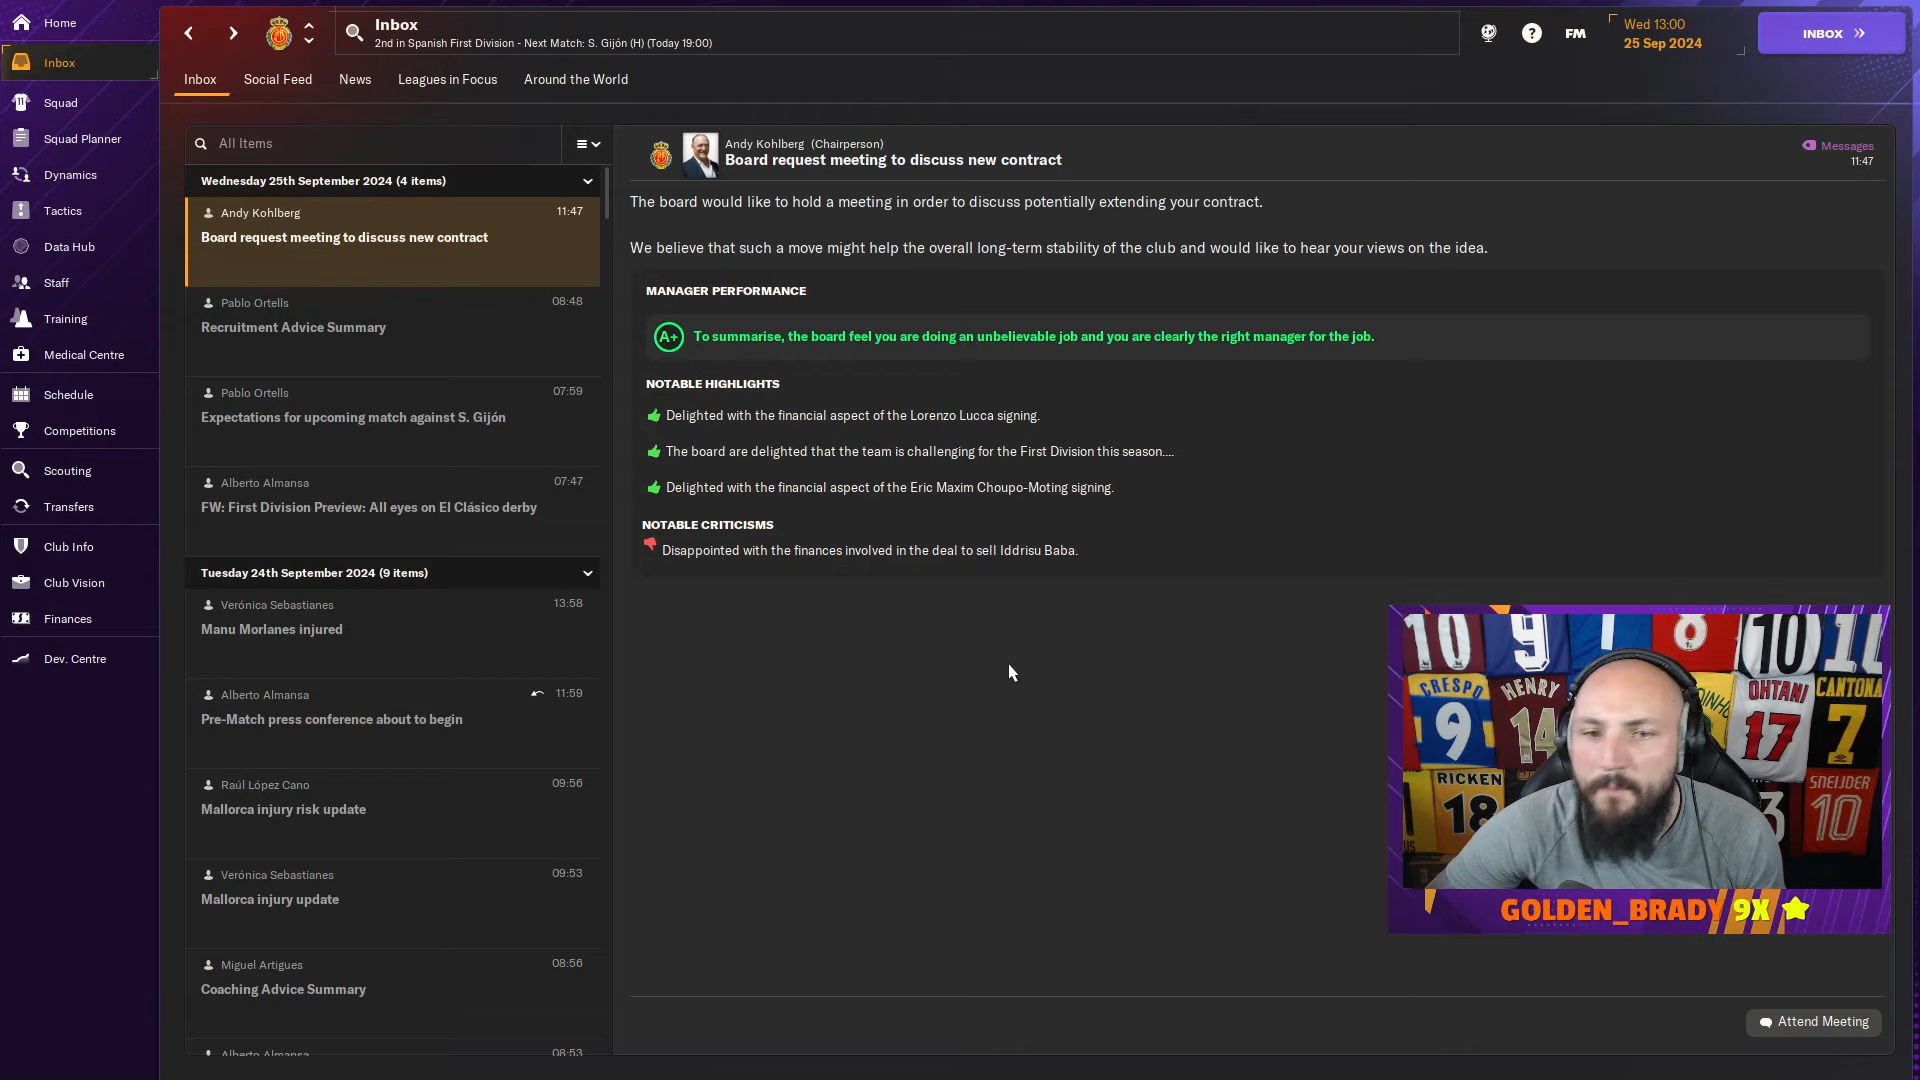 Home
Inbox
Squad
Squad Planner
Dynamics
Tactics
Data Hub
Staff
Training
Medical Centre
Schedule
Competitions
Scouting
Transfers
Club Info
Club Vision
Finances
Dev. Centre
Inbox
2nd in Spanish First Division - Next Match: S. Gijón (H) (Today 19:00)
?
FM
Wed 13:00
25 Sep 2024
INBOX
Inbox
Social Feed
News
Leagues in Focus
Around the World
All Items
Wednesday 25th September 2024 (4 items)
Andy Kohlberg
11:47
Board request meeting to discuss new contract
Pablo Ortells
08:48
Recruitment Advice Summary
Pablo Ortells
07:59
Expectations for upcoming match against S. Gijón
Alberto Almansa
07:47
FW: First Division Preview: All eyes on El Clásico derby
Tuesday 24th September 2024 (9 items)
Verónica Sebastianes
13:58
Manu Morlanes injured
Alberto Almansa
11:59
Pre-Match press conference about to begin
Raúl López Cano
09:56
Mallorca injury risk update
Verónica Sebastianes
09:53
Mallorca injury update
Miguel Artigues
08:56
Coaching Advice Summary
Alberto Almansa
08:53
Andy Kohlberg (Chairperson)
Board request meeting to discuss new contract
Messages
11:47
The board would like to hold a meeting in order to discuss potentially extending your contract.
We believe that such a move might help the overall long-term stability of the club and would like to hear your views on the idea.
MANAGER PERFORMANCE
A+
To summarise, the board feel you are doing an unbelievable job and you are clearly the right manager for the job.
NOTABLE HIGHLIGHTS
Delighted with the financial aspect of the Lorenzo Lucca signing.
The board are delighted that the team is challenging for the First Division this season....
Delighted with the financial aspect of the Eric Maxim Choupo-Moting signing.
NOTABLE CRITICISMS
Disappointed with the finances involved in the deal to sell Iddrisu Baba.
10
9
8
10
CRESPO
9
HENRY
14
OHTANI
17
CANTONA
7
RICKEN
18
SNEIJDER
10
GOLDEN_BRADY 9X
Attend Meeting